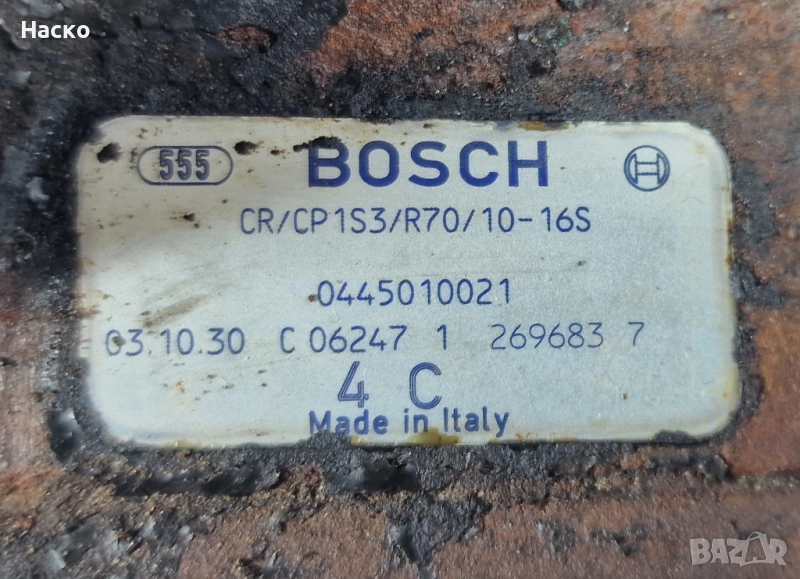 Наско
555 BOSCH
CR/CP1S3/R70/10-16S
0445010021
03.10.30 C 06247 1 269683 7
4 C
Made in Italy
BAZAR